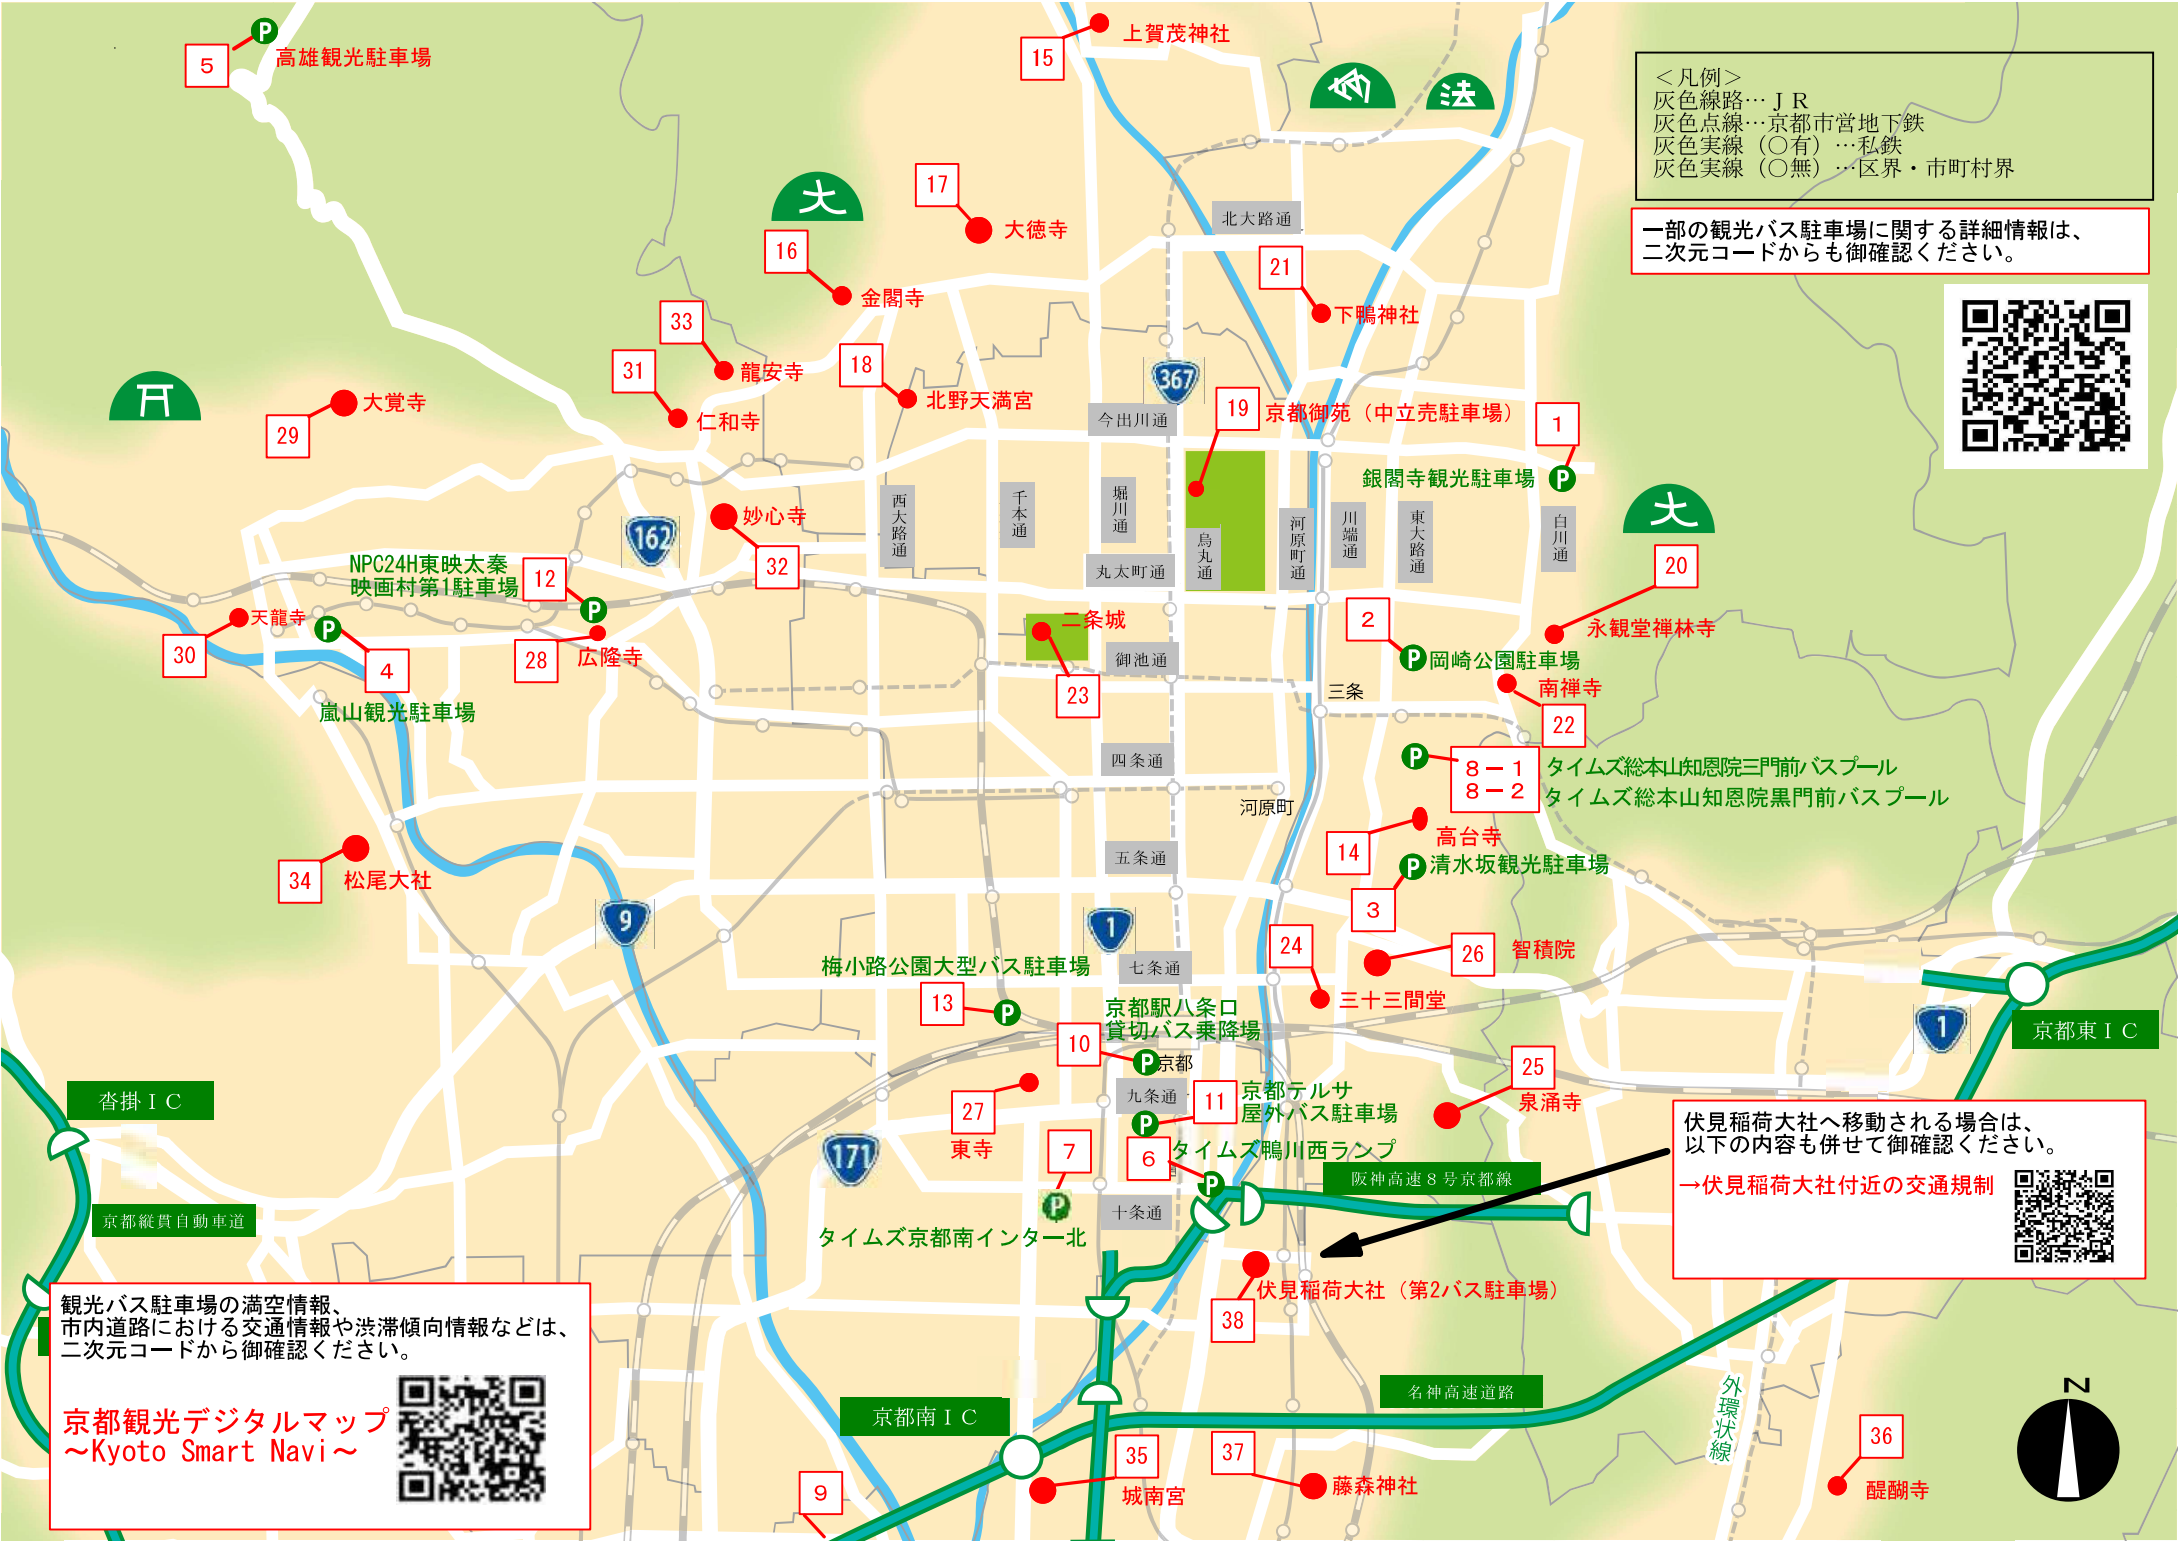 5
高雄観光駐車場
15
上賀茂神社
妙
法
＜凡例＞
灰色線路…ＪＲ
灰色点線…京都市営地下鉄
灰色実線（○有）…私鉄
灰色実線（○無）…区界・市町村界
一部の観光バス駐車場に関する詳細情報は、
二次元コードからも御確認ください。
大
17
大徳寺
北大路通
16
金閣寺
21
下鴨神社
33
龍安寺
31
仁和寺
18
北野天満宮
367
今出川通
19
京都御苑（中立売駐車場）
1
銀閣寺観光駐車場
29
大覚寺
162
妙心寺
32
西大路通
千本通
堀川通
烏丸通
河原町通
川端通
東大路通
白川通
丸太町通
大
20
永観堂禅林寺
NPC24H東映太秦
映画村第1駐車場
12
天龍寺
30
4
嵐山観光駐車場
28
広隆寺
二条城
23
御池通
2
岡崎公園駐車場
三条
南禅寺
22
四条通
河原町
8－1
8－2
タイムズ総本山知恩院三門前バスプール
タイムズ総本山知恩院黒門前バスプール
14
高台寺
清水坂観光駐車場
3
34
松尾大社
五条通
9
1
七条通
24
三十三間堂
26
智積院
梅小路公園大型バス駐車場
13
京都駅八条口
貸切バス乗降場
10
京都
1
京都東ＩＣ
沓掛ＩＣ
九条通
11
京都テルサ
屋外バス駐車場
27
東寺
25
泉涌寺
7
6
タイムズ鴨川西ランプ
171
阪神高速８号京都線
京都縦貫自動車道
十条通
タイムズ京都南インター北
伏見稲荷大社へ移動される場合は、
以下の内容も併せて御確認ください。
→伏見稲荷大社付近の交通規制
伏見稲荷大社（第2バス駐車場）
38
観光バス駐車場の満空情報、
市内道路における交通情報や渋滞傾向情報などは、
二次元コードから御確認ください。
京都観光デジタルマップ
～Kyoto Smart Navi～
京都南ＩＣ
名神高速道路
外環状線
N
9
35
城南宮
37
藤森神社
36
醍醐寺